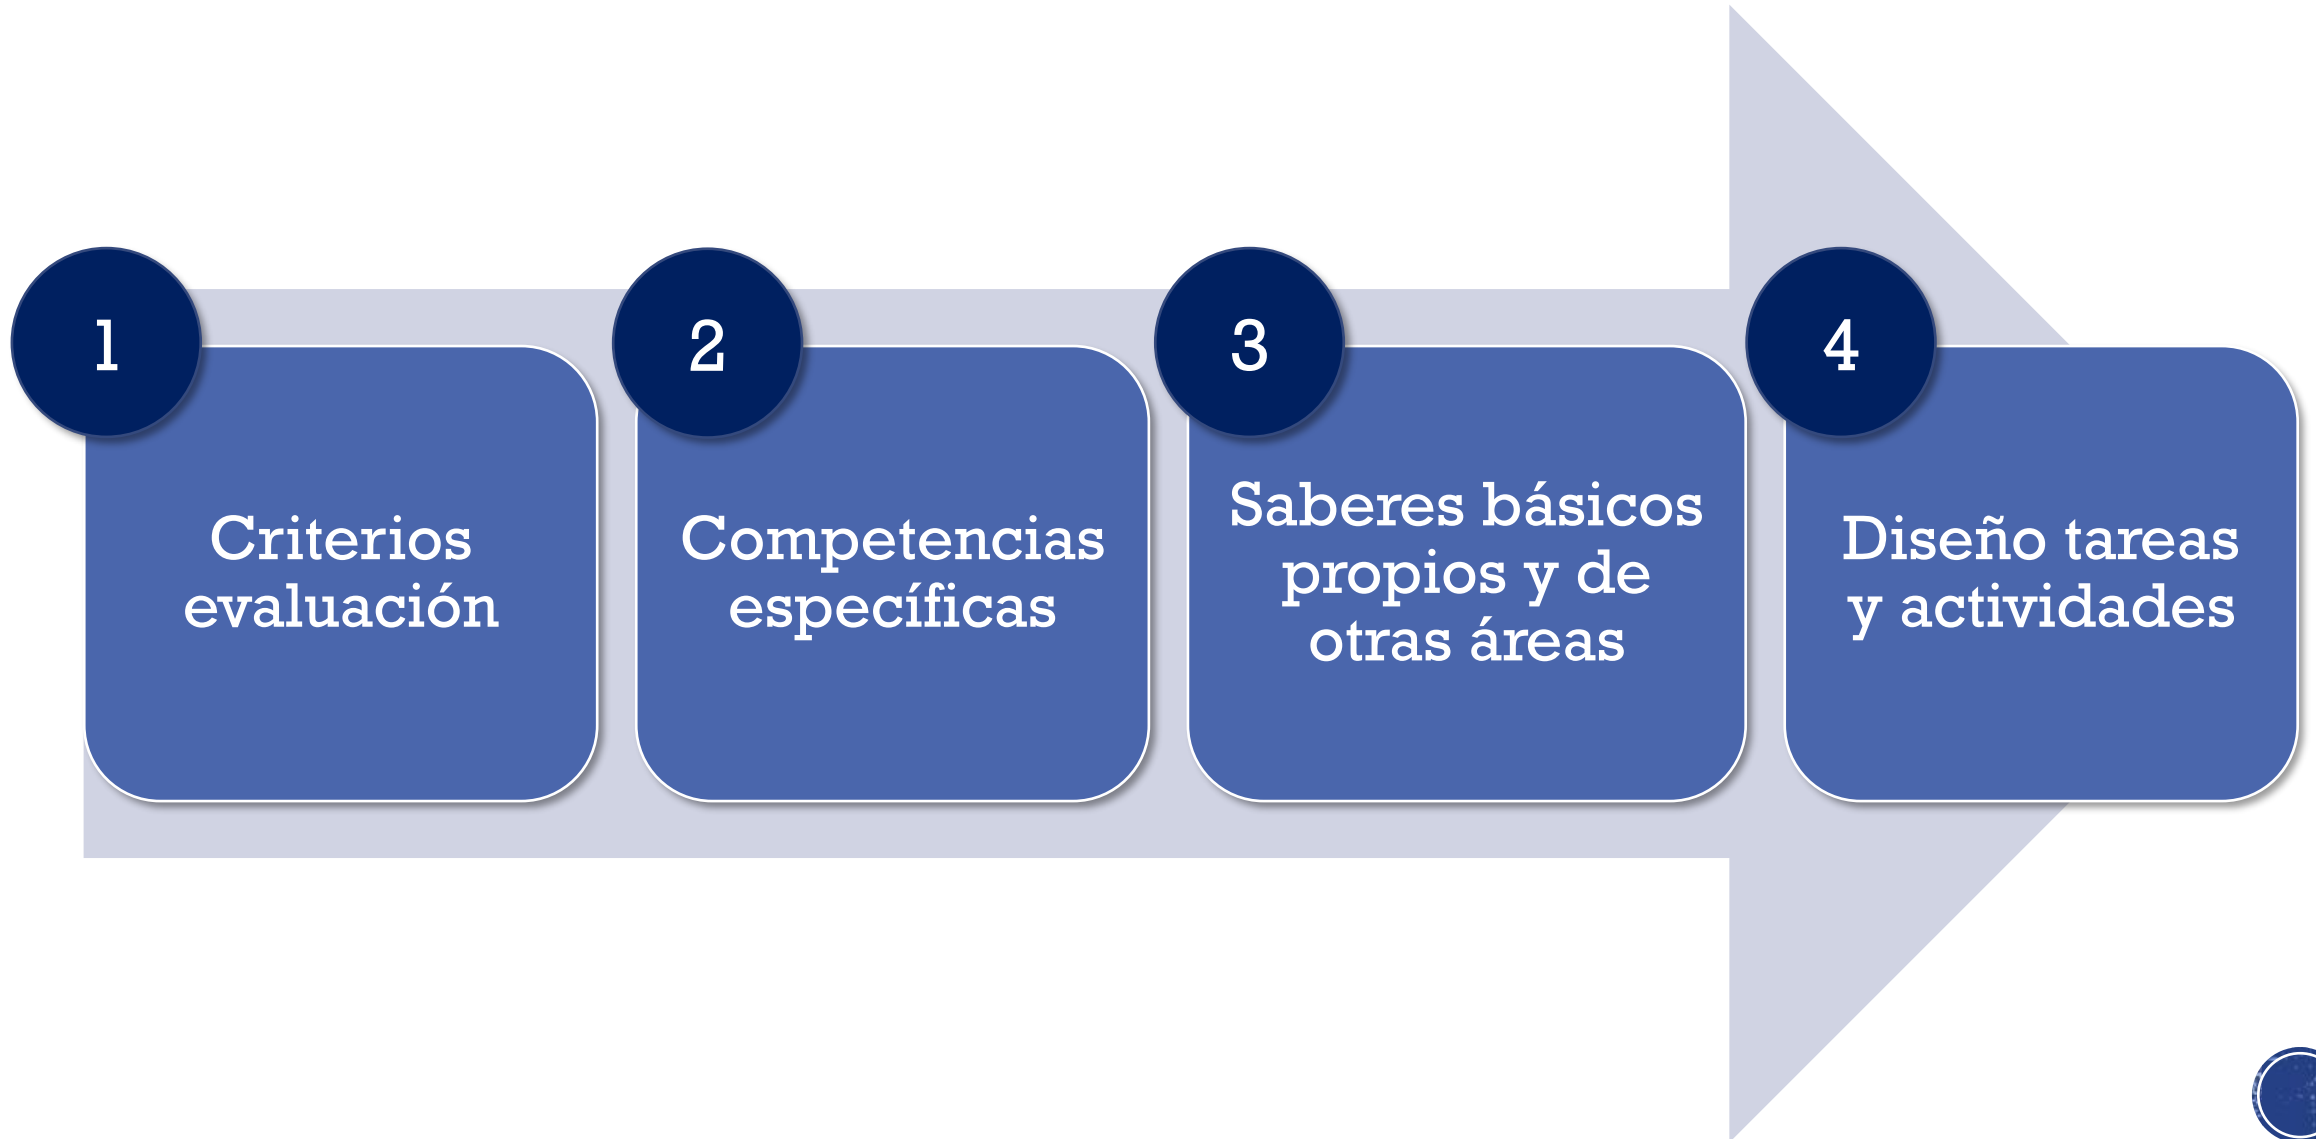 1
Criterios
evaluación
2
Competencias
específicas
3
Saberes básicos
propios y de
otras áreas
4
Diseño tareas
y actividades